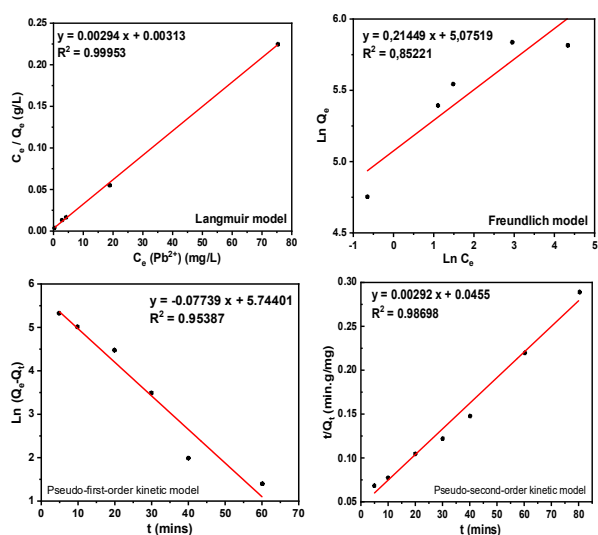 y = 0.00294 x + 0.00313
R² = 0.99953
0.25
0.20
0.15
0.10
0.05
0.00
Cₑ / Qₑ (g/L)
Langmuir model
0 10 20 30 40 50 60 70 80
Cₑ (Pb²⁺) (mg/L)
y = 0,21449 x + 5,07519
R² = 0,85221
6.0
5.5
5.0
4.5
Ln Qₑ
Freundlich model
-1 0 1 2 3 4 5
Ln Cₑ
y = -0.07739 x + 5.74401
R² = 0.95387
6
5
4
3
2
1
Ln (Qₑ-Qₜ)
Pseudo-first-order kinetic model
0 10 20 30 40 50 60 70
t (mins)
y = 0.00292 x + 0.0455
R² = 0.98698
0.30
0.25
0.20
0.15
0.10
0.05
t/Qₜ (min.g/mg)
Pseudo-second-order kinetic model
0 20 40 60 80
t (mins)